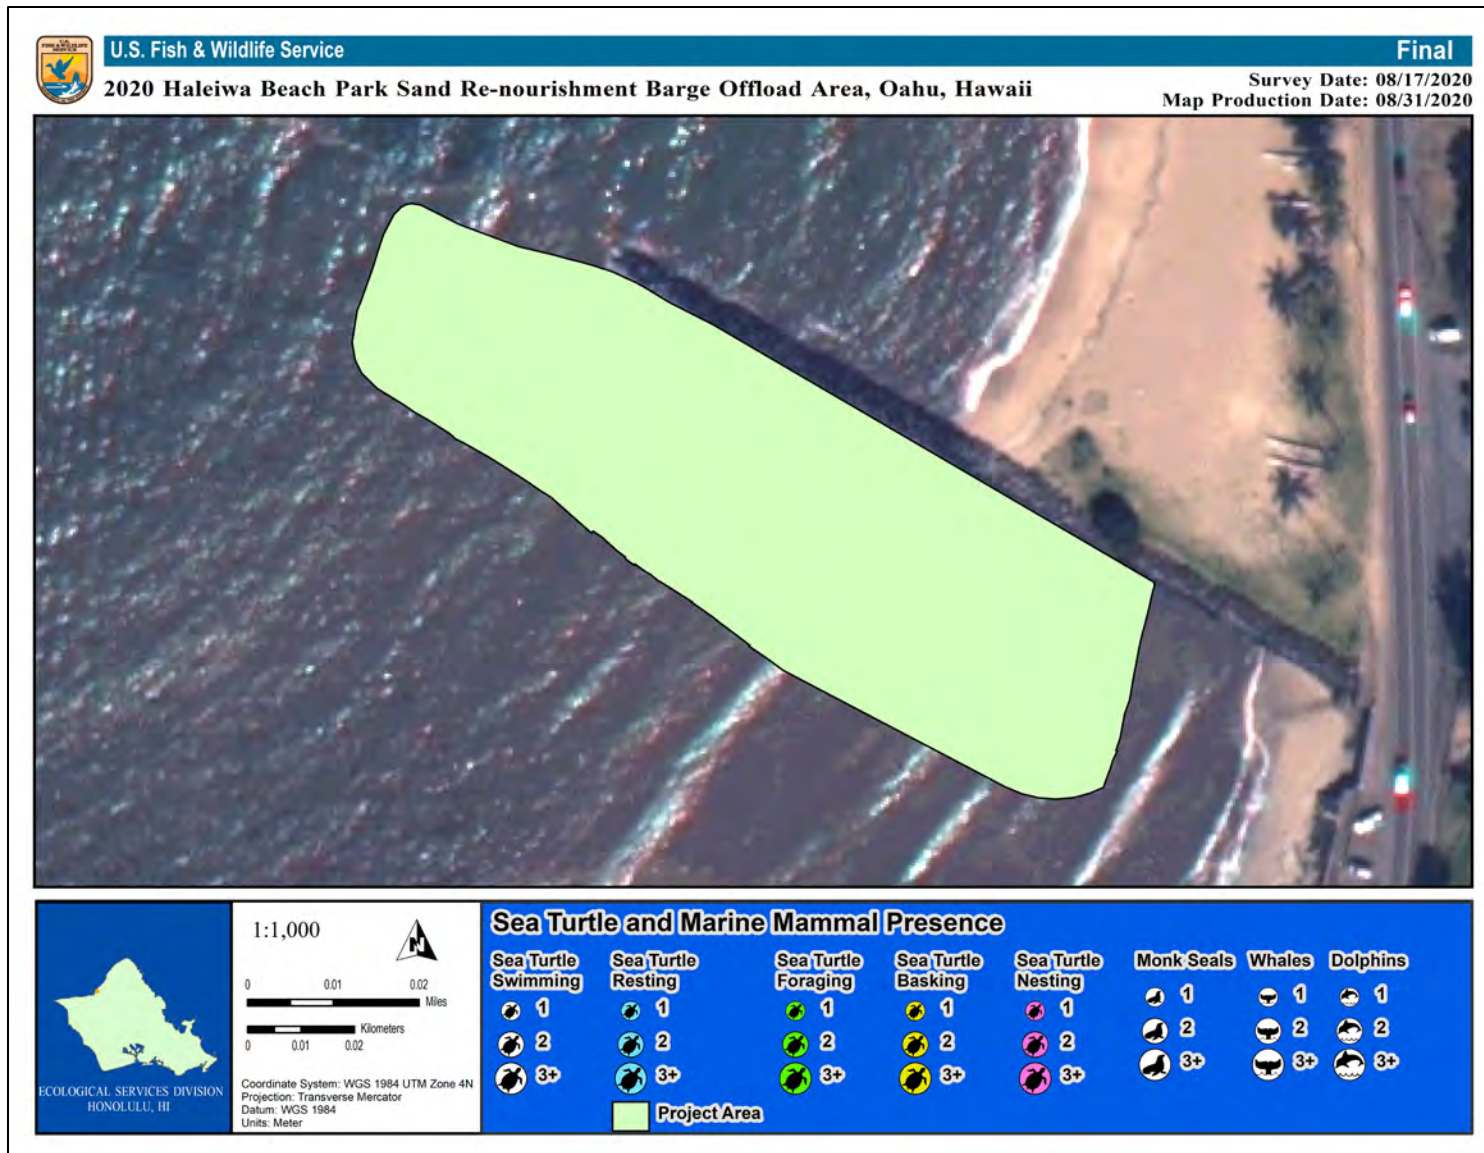 U.S.
FISH & WILDLIFE
SERVICE
U.S. Fish & Wildlife Service
Final
2020 Haleiwa Beach Park Sand Re-nourishment Barge Offload Area, Oahu, Hawaii
Survey Date: 08/17/2020
Map Production Date: 08/31/2020
ECOLOGICAL SERVICES DIVISION
HONOLULU, HI
1:1,000
N
0 0.01 0.02
Miles
Kilometers
0 0.01 0.02
Coordinate System: WGS 1984 UTM Zone 4N
Projection: Transverse Mercator
Datum: WGS 1984
Units: Meter
Sea Turtle and Marine Mammal Presence
Sea Turtle
Swimming
1
2
3+
Sea Turtle
Resting
1
2
3+
Sea Turtle
Foraging
1
2
3+
Sea Turtle
Basking
1
2
3+
Sea Turtle
Nesting
1
2
3+
Monk Seals
1
2
3+
Whales
1
2
3+
Dolphins
1
2
3+
Project Area